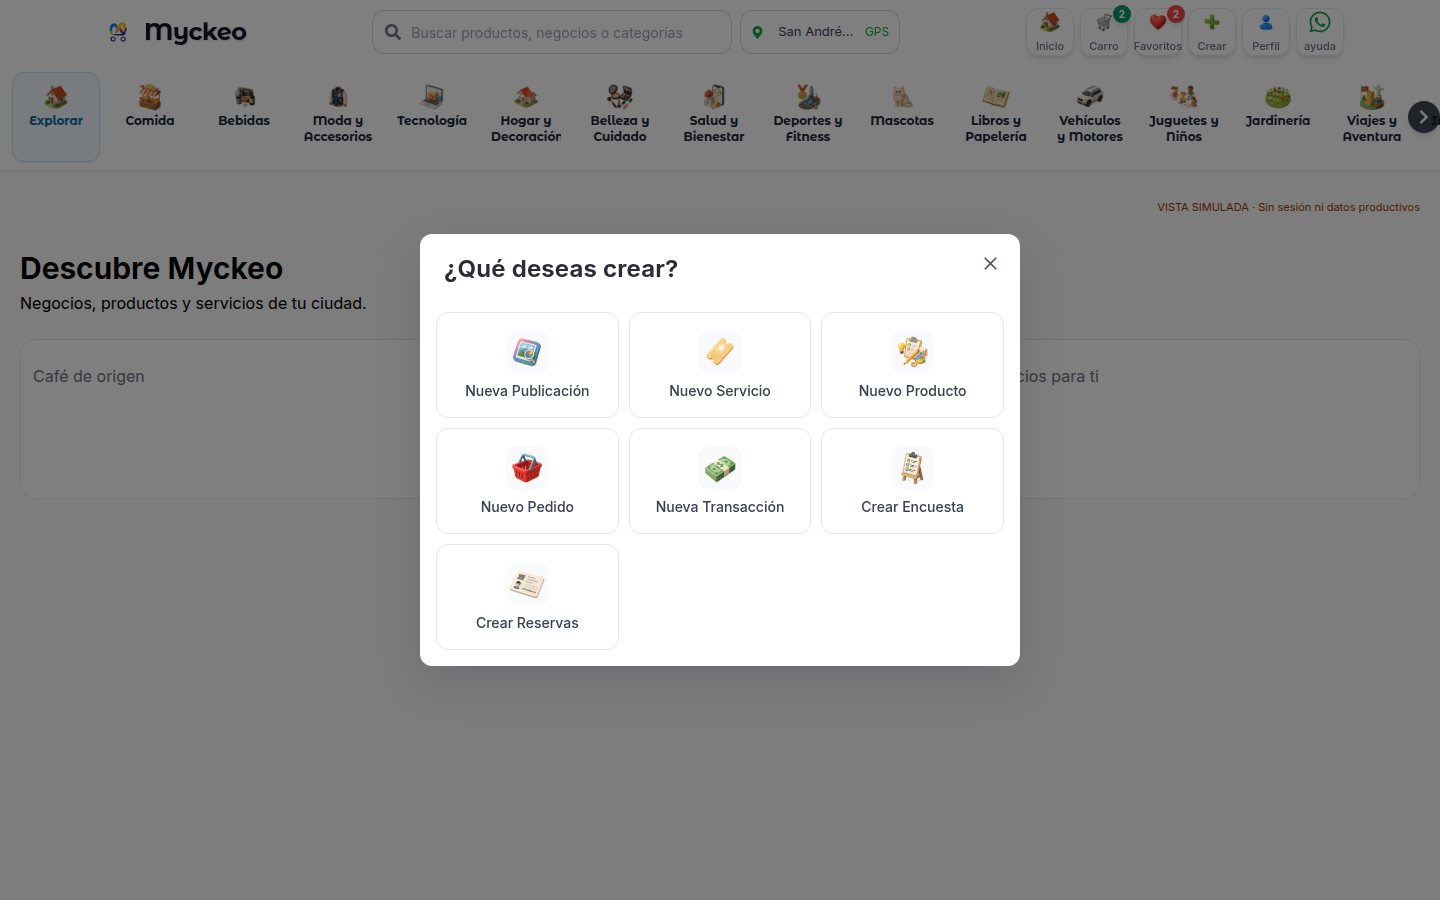 Myckeo
Buscar productos, negocios o categorías
San André... GPS
2
2
Inicio
Carro
Favoritos
Crear
Perfil
ayuda
Explorar
Comida
Bebidas
Moda y
Accesorios
Tecnología
Hogar y
Decoración
Belleza y
Cuidado
Salud y
Bienestar
Deportes y
Fitness
Mascotas
Libros y
Papelería
Vehículos
y Motores
Juguetes y
Niños
Jardinería
Viajes y
Aventura
VISTA SIMULADA · Sin sesión ni datos productivos
Descubre Myckeo
Negocios, productos y servicios de tu ciudad.
Café de origen
cios para ti
¿Qué deseas crear?
Nueva Publicación
Nuevo Servicio
Nuevo Producto
Nuevo Pedido
Nueva Transacción
Crear Encuesta
Crear Reservas